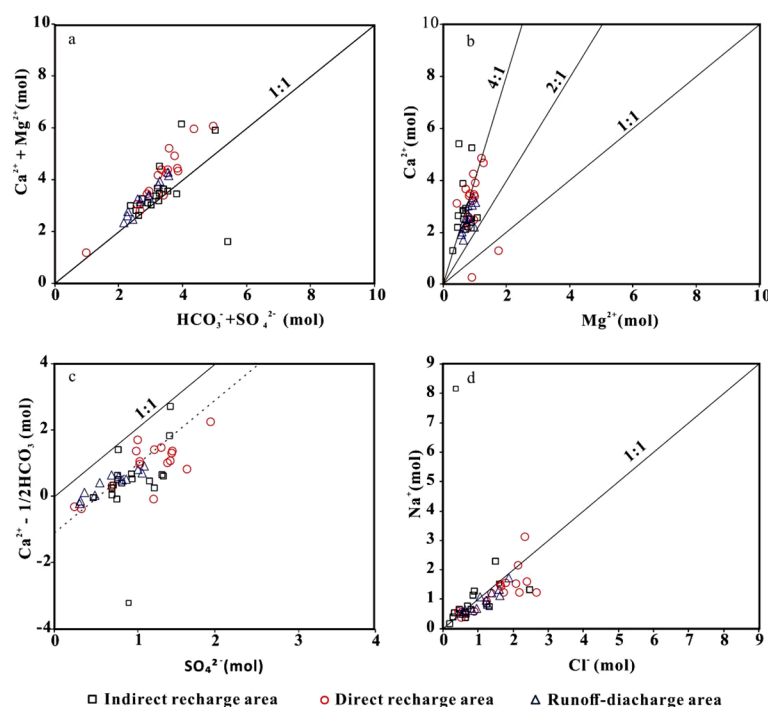 a
10
8
6
4
2
0
Ca²⁺ + Mg²⁺(mol)
1:1
0 2 4 6 8 10
HCO₃⁻+SO₄²⁻ (mol)
b
10
8
6
4
2
0
Ca²⁺(mol)
4:1
2:1
1:1
0 2 4 6 8 10
Mg²⁺(mol)
c
4
2
0
-2
-4
Ca²⁺ - 1/2HCO₃ (mol)
1:1
0 1 2 3 4
SO₄²⁻(mol)
d
9
8
7
6
5
4
3
2
1
0
Na⁺(mol)
1:1
0 1 2 3 4 5 6 7 8 9
Cl⁻ (mol)
Indirect recharge area Direct recharge area Runoff-diacharge area